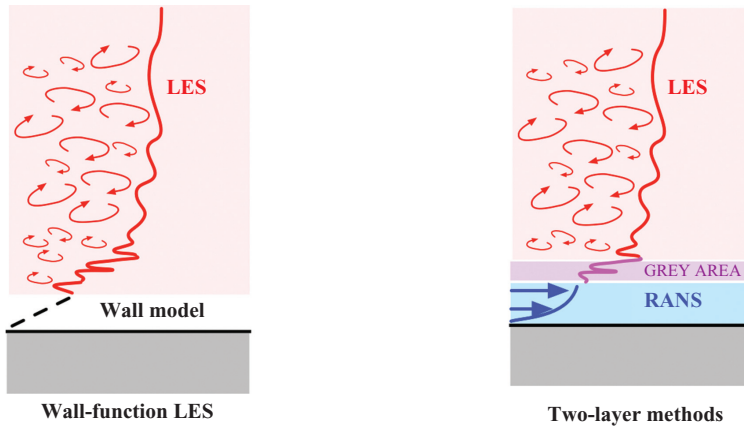 LES
Wall model
Wall-function LES
LES
GREY AREA
RANS
Two-layer methods